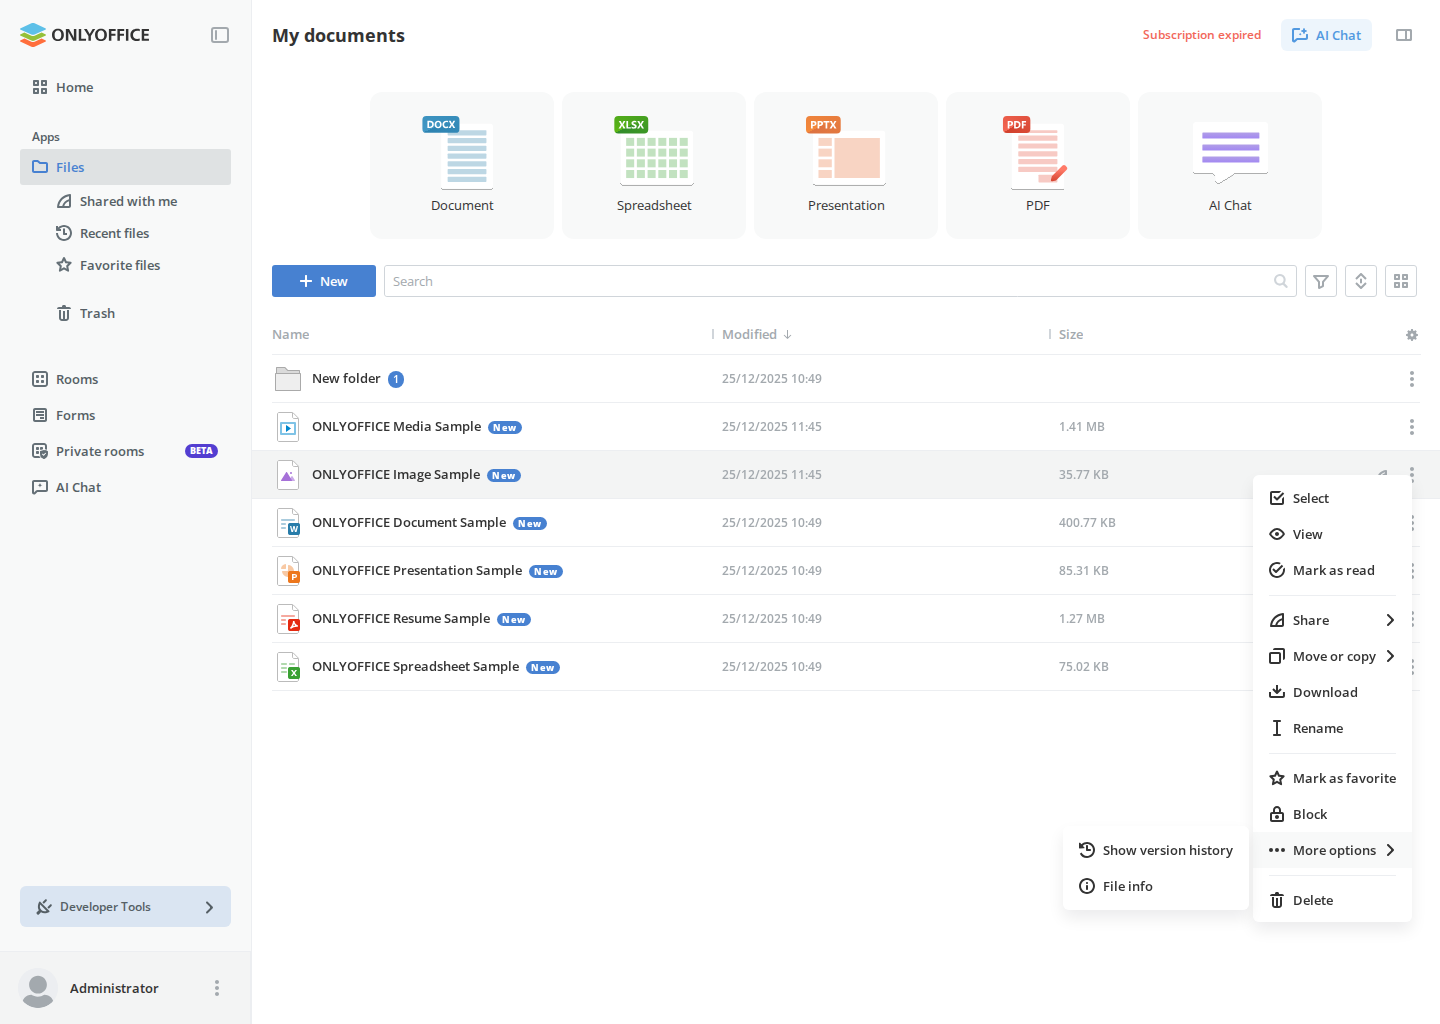 ONLYOFFICE
Home
Apps
Files
Shared with me
Recent files
Favorite files
Trash
Rooms
Forms
Private rooms BETA
AI Chat
Developer Tools
Administrator
My documents
Subscription expired
AI Chat
DOCX
Document
XLSX
Spreadsheet
PPTX
Presentation
PDF
PDF
AI Chat
New
Search
Name Modified Size
New folder 1 25/12/2025 10:49
ONLYOFFICE Media Sample New 25/12/2025 11:45 1.41 MB
ONLYOFFICE Image Sample New 25/12/2025 11:45 35.77 KB
ONLYOFFICE Document Sample New 25/12/2025 10:49 400.77 KB
ONLYOFFICE Presentation Sample New 25/12/2025 10:49 85.31 KB
ONLYOFFICE Resume Sample New 25/12/2025 10:49 1.27 MB
ONLYOFFICE Spreadsheet Sample New 25/12/2025 10:49 75.02 KB
Select
View
Mark as read
Share
Move or copy
Download
Rename
Mark as favorite
Block
More options
Delete
Show version history
File info